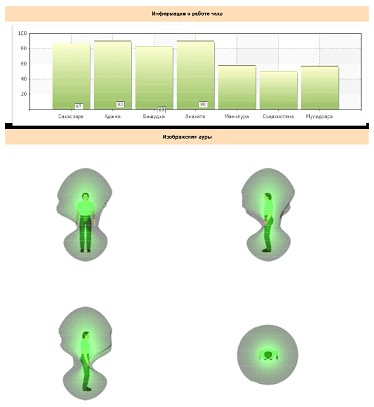 Информация о работе чакр
100
80
60
40
20
Сахасрара
Аджна
Вишудха
Анахата
Манипура
Свадхистана
Муладхара
Изображения ауры